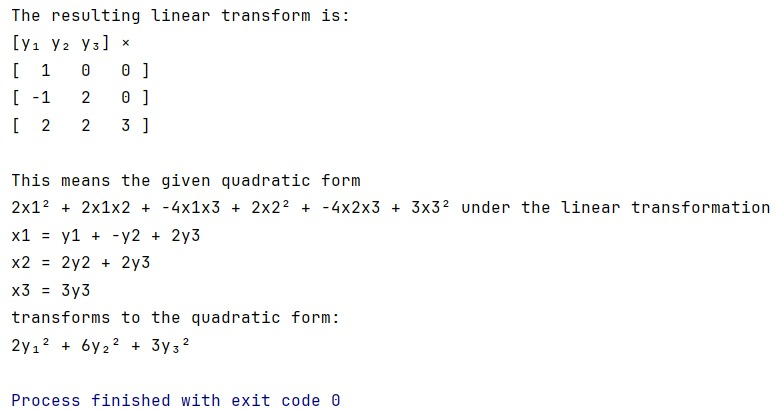 The resulting linear transform is:
[y₁ y₂ y₃] ×
[  1   0   0 ]
[ -1   2   0 ]
[  2   2   3 ]
This means the given quadratic form
2x1² + 2x1x2 + -4x1x3 + 2x2² + -4x2x3 + 3x3² under the linear transformation
x1 = y1 + -y2 + 2y3
x2 = 2y2 + 2y3
x3 = 3y3
transforms to the quadratic form:
2y₁² + 6y₂² + 3y₃²
Process finished with exit code 0